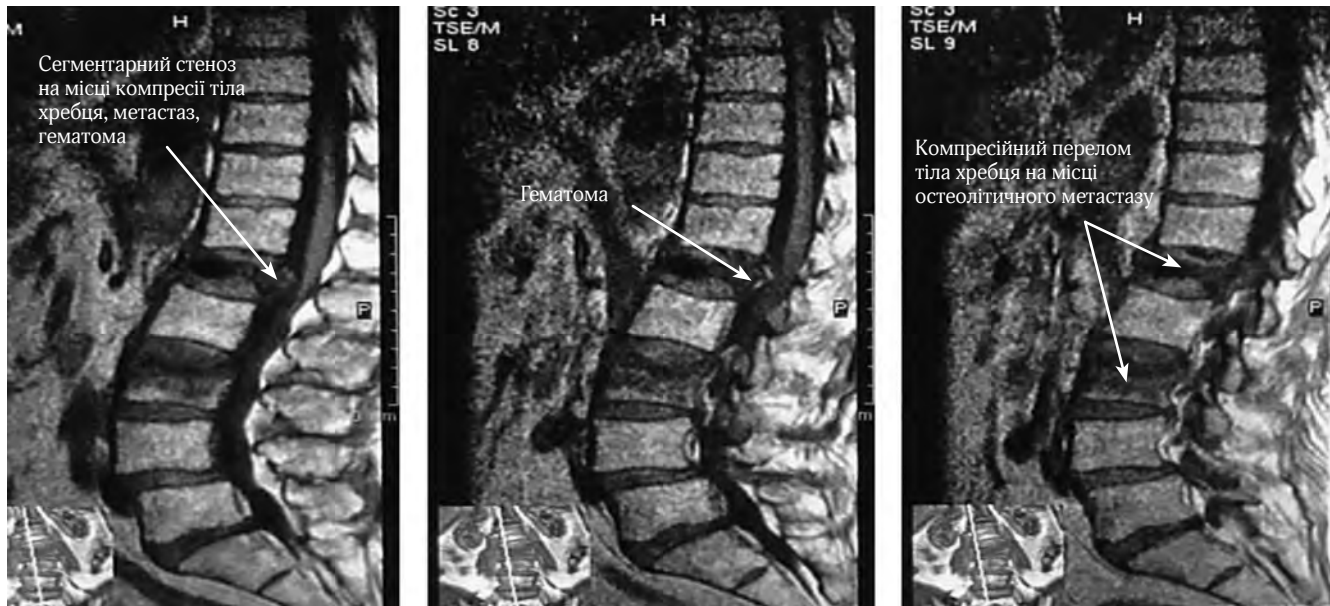 M
H
Сегментарний стеноз
на місці компресії тіла
хребця, метастаз,
гематома
P
m
Sc 3
TSE/M
SL 8
H
Гематома
P
m
Sc 3
TSE/M
SL 9
H
Компресійний перелом
тіла хребця на місці
остеолітичного метастазу
P